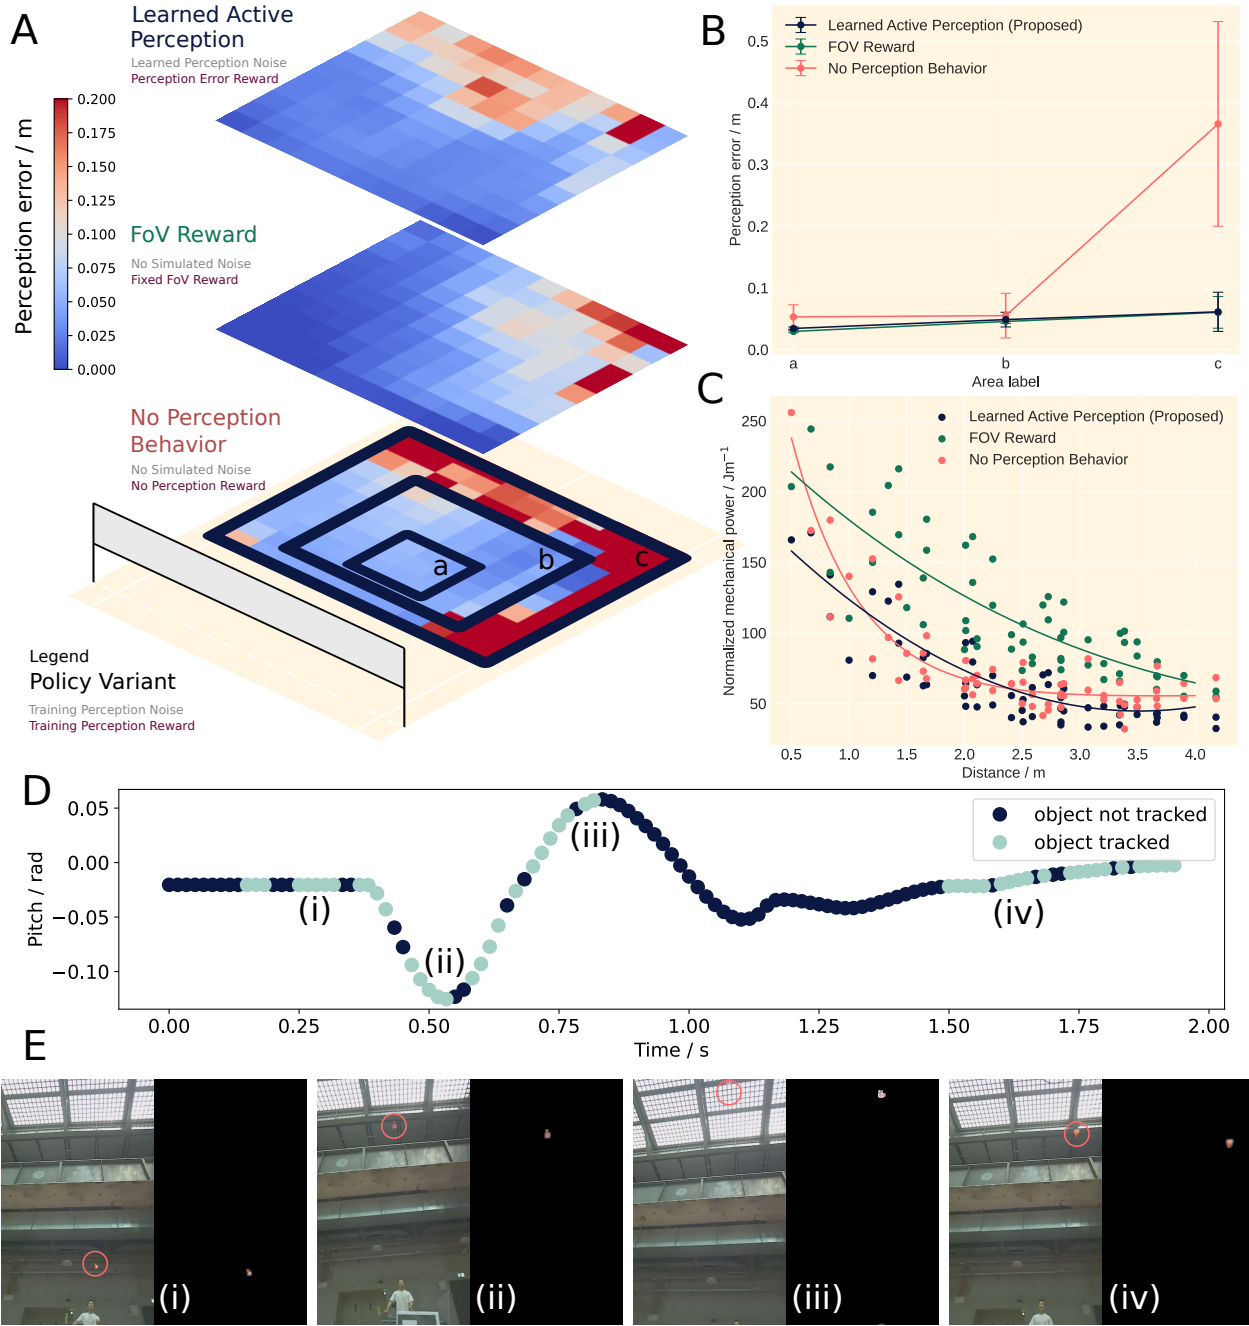 A
Learned Active
Perception
Learned Perception Noise
Perception Error Reward
Perception error / m
0.200
0.175
0.150
0.125
0.100
0.075
0.050
0.025
0.000
FoV Reward
No Simulated Noise
Fixed FoV Reward
No Perception
Behavior
No Simulated Noise
No Perception Reward
a
b
c
Legend
Policy Variant
Training Perception Noise
Training Perception Reward
B
Learned Active Perception (Proposed)
FOV Reward
No Perception Behavior
Perception error / m
0.5
0.4
0.3
0.2
0.1
0.0
a
b
c
Area label
C
Learned Active Perception (Proposed)
FOV Reward
No Perception Behavior
Normalized mechanical power / Jm⁻¹
250
200
150
100
50
0.5
1.0
1.5
2.0
2.5
3.0
3.5
4.0
Distance / m
D
object not tracked
object tracked
Pitch / rad
0.05
0.00
−0.05
−0.10
(i)
(ii)
(iii)
(iv)
0.00
0.25
0.50
0.75
1.00
1.25
1.50
1.75
2.00
Time / s
E
(i)
(ii)
(iii)
(iv)